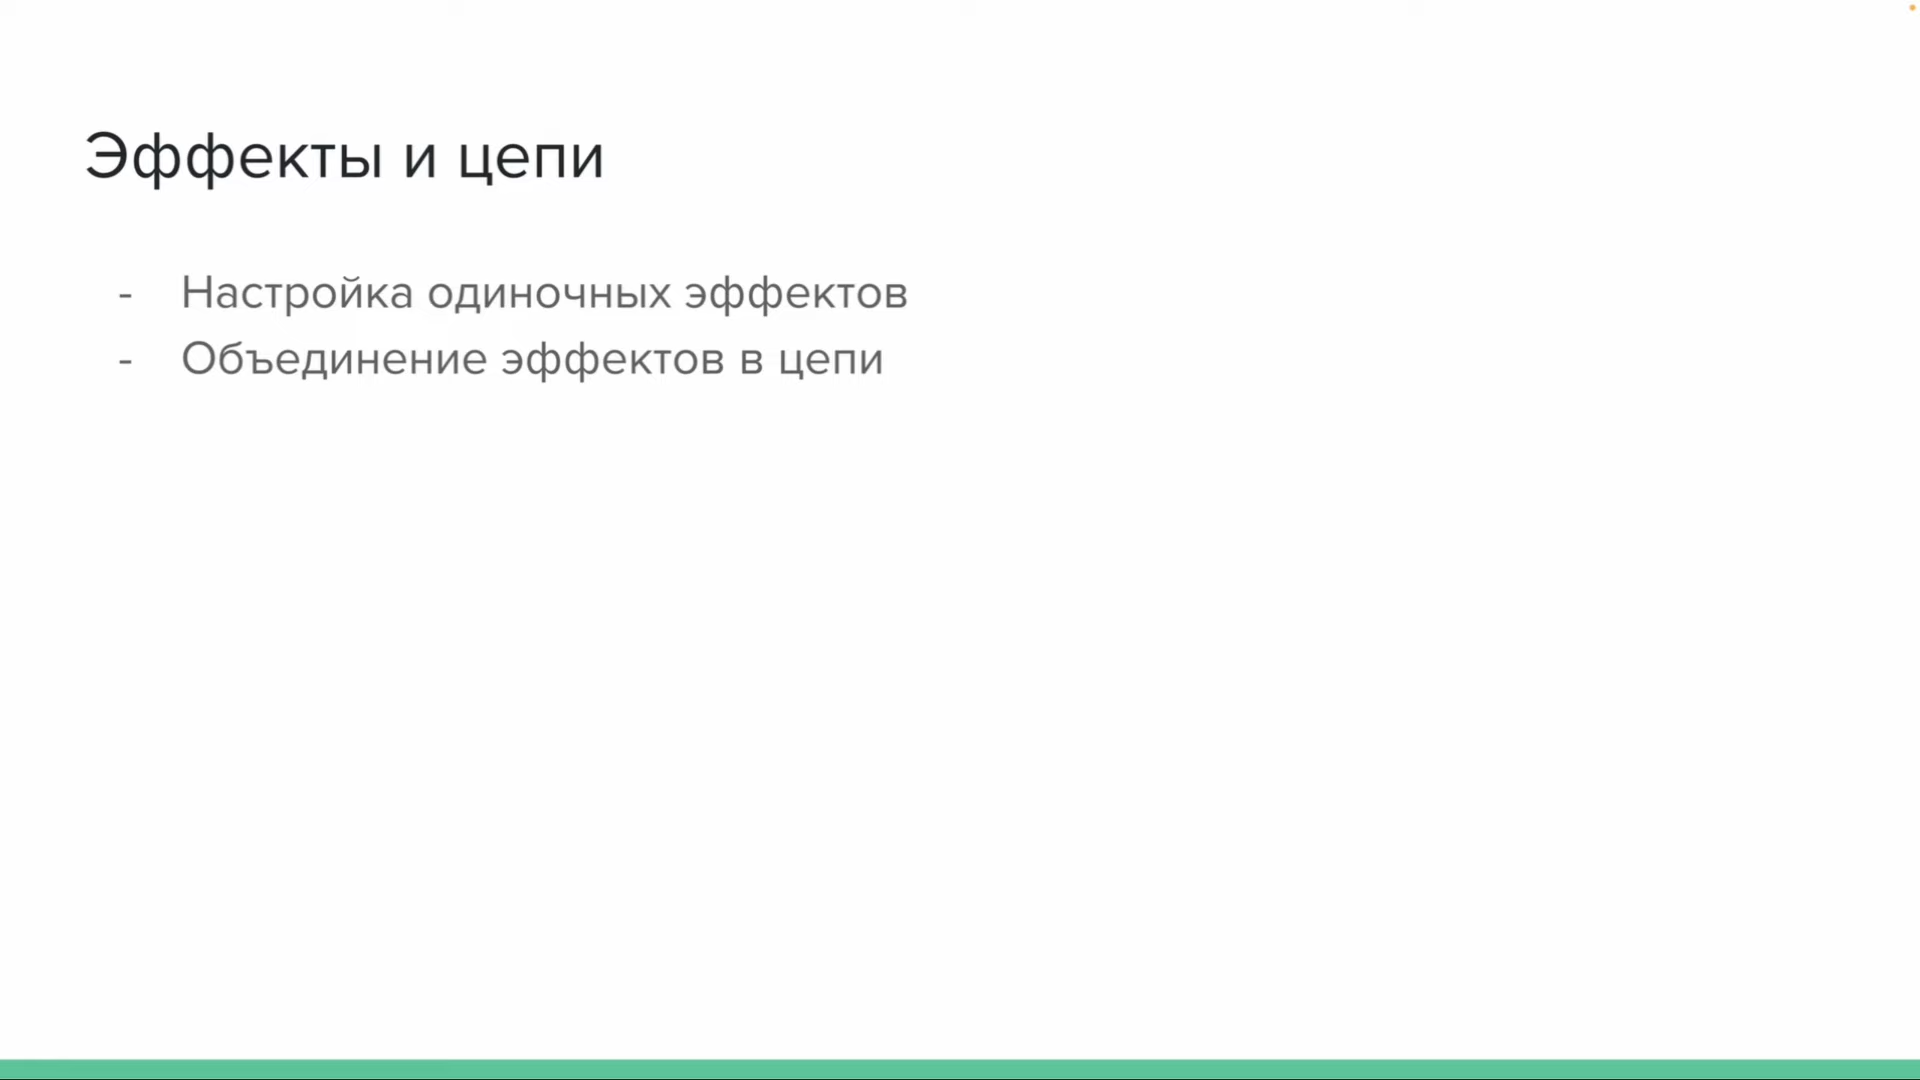 Эффекты и цепи
- Настройка одиночных эффектов
- Объединение эффектов в цепи